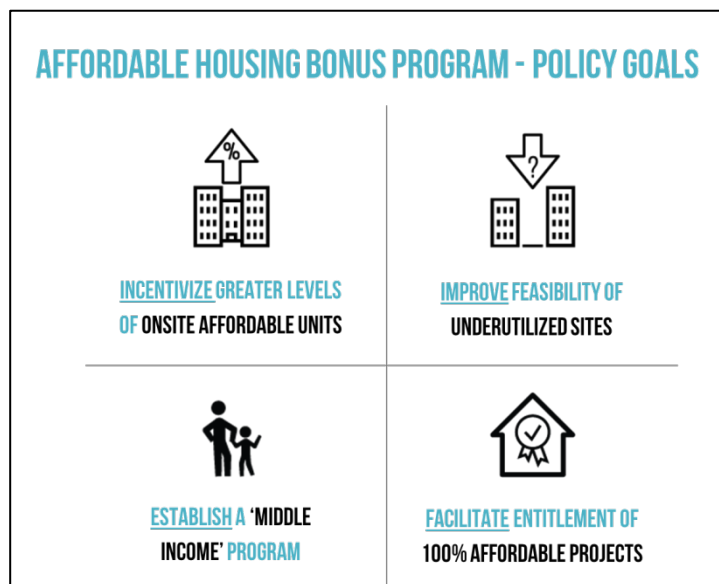 AFFORDABLE HOUSING BONUS PROGRAM - POLICY GOALS
%
INCENTIVIZE GREATER LEVELS
OF ONSITE AFFORDABLE UNITS
?
IMPROVE FEASIBILITY OF
UNDERUTILIZED SITES
ESTABLISH A ‘MIDDLE
INCOME’ PROGRAM
FACILITATE ENTITLEMENT OF
100% AFFORDABLE PROJECTS